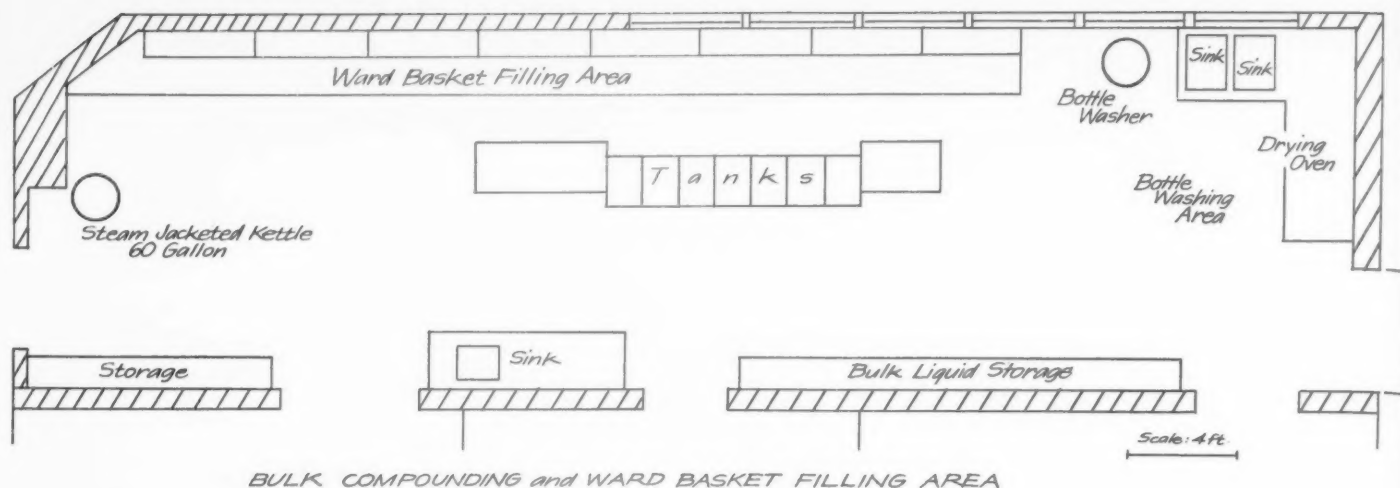 Ward Basket Filling Area
Sink
Sink
Bottle
Washer
Drying
Oven
Tanks
Bottle
Washing
Area
Steam Jacketed Kettle
60 Gallon
Storage
Sink
Bulk Liquid Storage
Scale: 4 ft.
BULK COMPOUNDING and WARD BASKET FILLING AREA